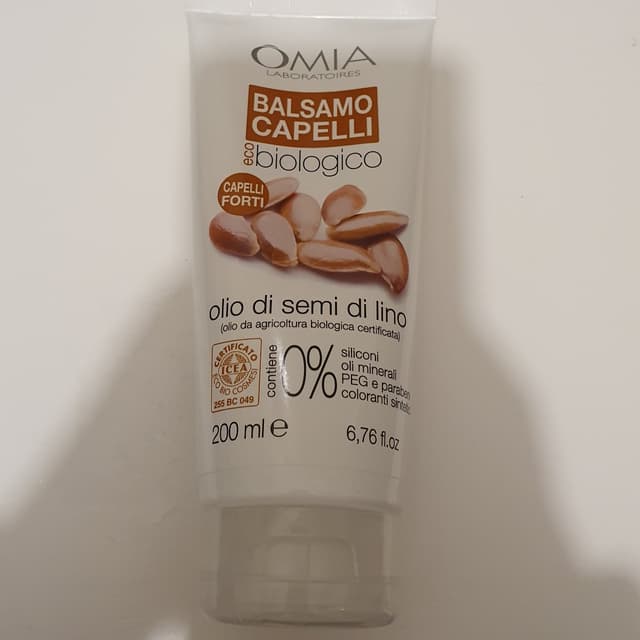 OMIA
LABORATOIRES
BALSAMO
CAPELLI
eco biologico
CAPELLI
FORTI
olio di semi di lino
(olio da agricoltura biologica certificata)
CERTIFICATO
ICEA
ECO BIO COSMESI
255 BC 049
contiene
0%
siliconi
oli minerali
PEG e paraben
coloranti sintet
200 ml e
6,76 fl.oz